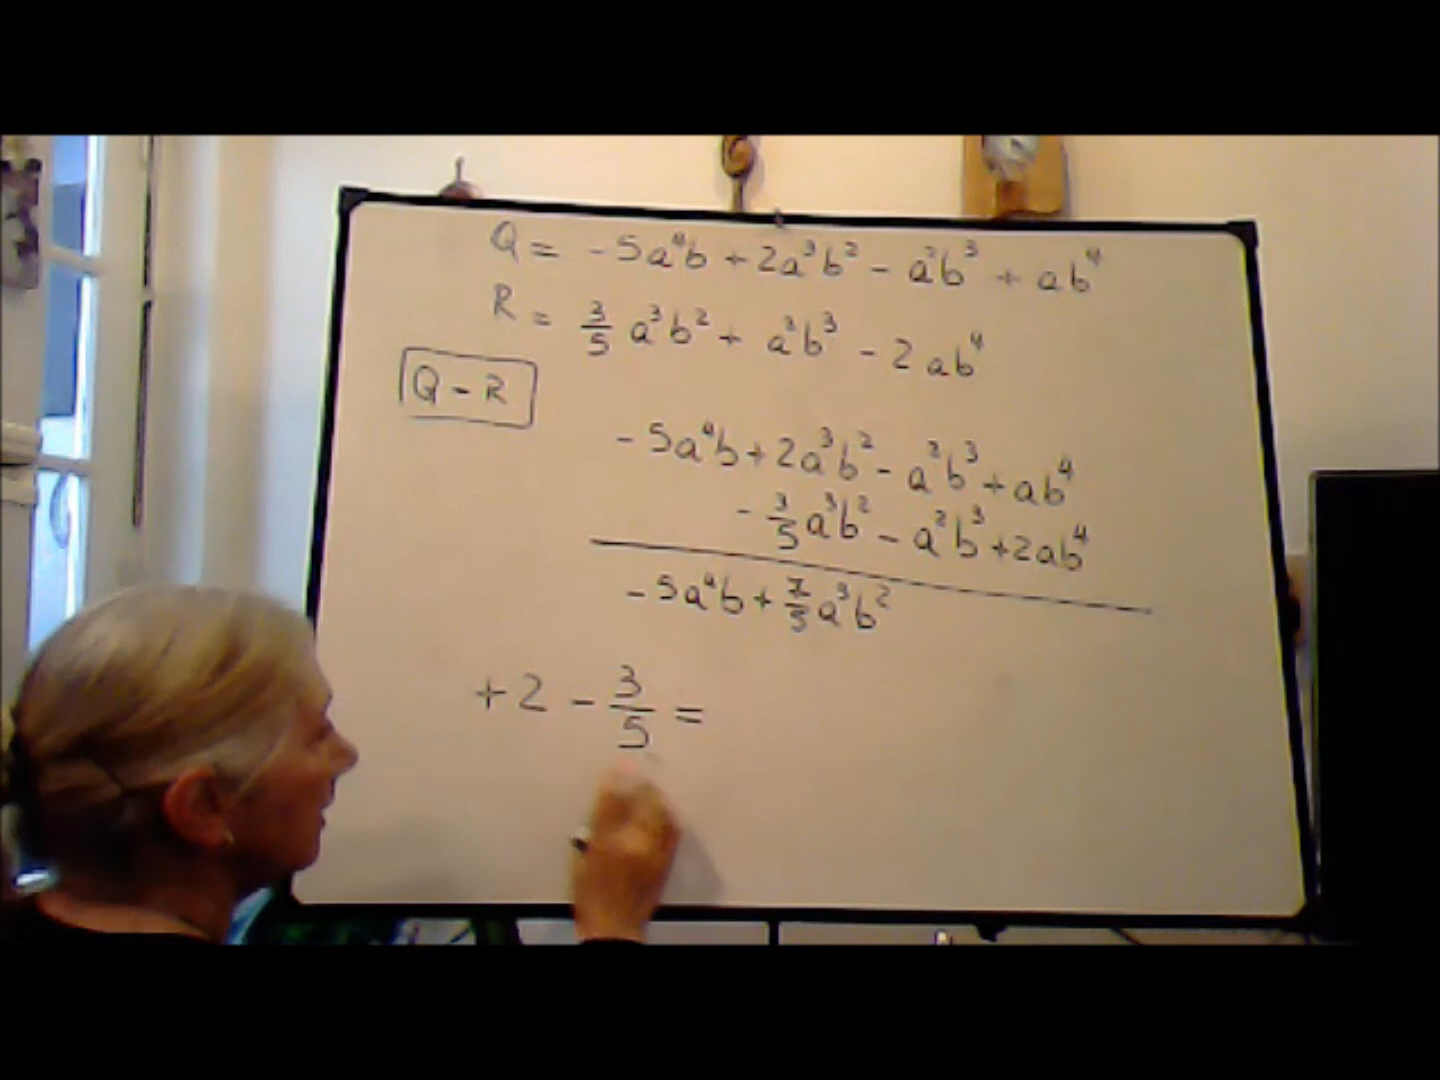 Q = - 5a⁴b + 2a³b² - a²b³ + ab⁴
R = 3/5 a³b² + a²b³ - 2ab⁴
Q - R
- 5a⁴b + 2a³b² - a²b³ + ab⁴
- 3/5 a³b² - a²b³ + 2ab⁴
- 5a⁴b + 7/5 a³b²
+ 2 - 3/5 =